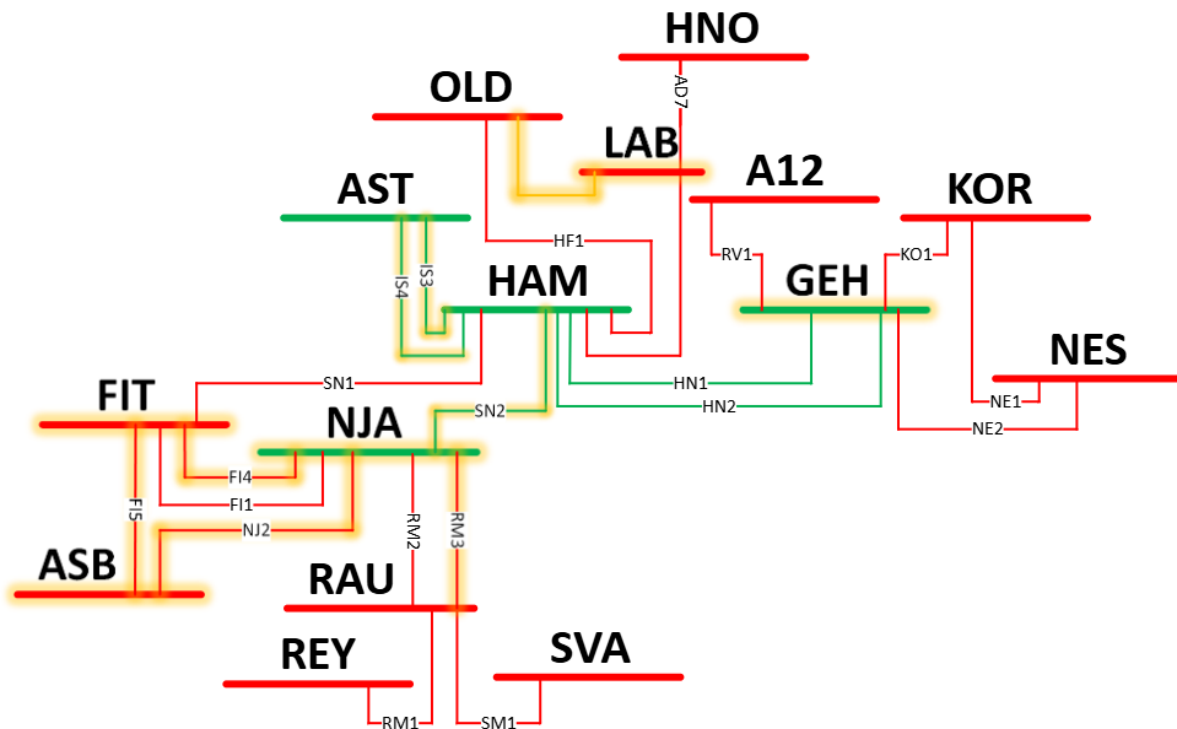 HNO
OLD
AD7
LAB
A12
KOR
AST
HF1
RV1
KO1
IS3
IS4
HAM
GEH
NES
SN1
HN1
FIT
NE1
SN2
HN2
NJA
NE2
FI4
FI1
FI5
NJ2
RM2
RM3
ASB
RAU
REY
SVA
RM1
SM1